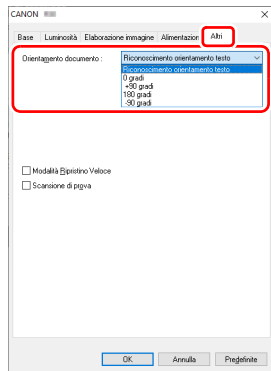 CANON
Base Luminosità Elaborazione immagine Alimentazion Altri
Orientamento documento : Riconoscimento orientamento testo
Riconoscimento orientamento testo
0 gradi
+90 gradi
180 gradi
-90 gradi
Modalità Ripristino Veloce
Scansione di prova
OK Annulla Predefinite